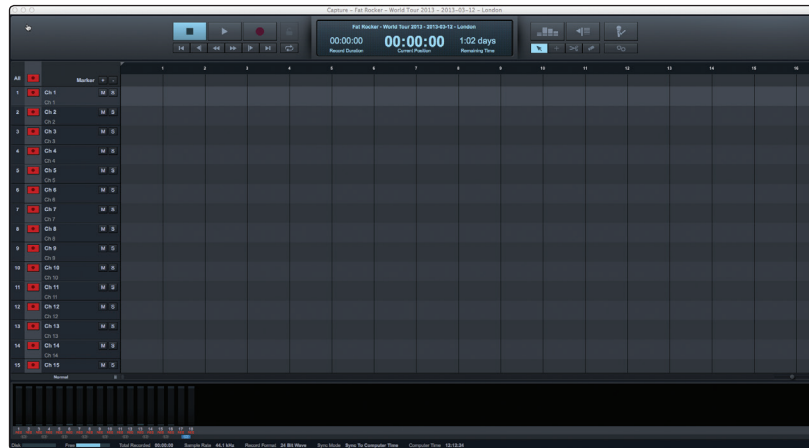 Capture - Fat Rocker - World Tour 2013 - 2013-03-12 - London
Fat Rocker - World Tour 2013 - 2013-03-12 - London
00:00:00 00:00:00 1:02 days
Record Duration Current Position Remaining Time
1 2 3 4 5 6 7 8 9 10 11 12 13 14 15 16
All
Marker + -
1 Ch 1 M S
Ch 1
2 Ch 2 M S
Ch 2
3 Ch 3 M S
Ch 3
4 Ch 4 M S
Ch 4
5 Ch 5 M S
Ch 5
6 Ch 6 M S
Ch 6
7 Ch 7 M S
Ch 7
8 Ch 8 M S
Ch 8
9 Ch 9 M S
Ch 9
10 Ch 10 M S
Ch 10
11 Ch 11 M S
Ch 11
12 Ch 12 M S
Ch 12
13 Ch 13 M S
Ch 13
14 Ch 14 M S
Ch 14
15 Ch 15 M S
Normal
1 2 3 4 5 6 7 8 9 10 11 12 13 14 15 16 17 18
Disk Free Total Recorded 00:00:00 Sample Rate 44.1 kHz Record Format 24 Bit Wave Sync Mode Sync To Computer Time Computer Time 13:12:34